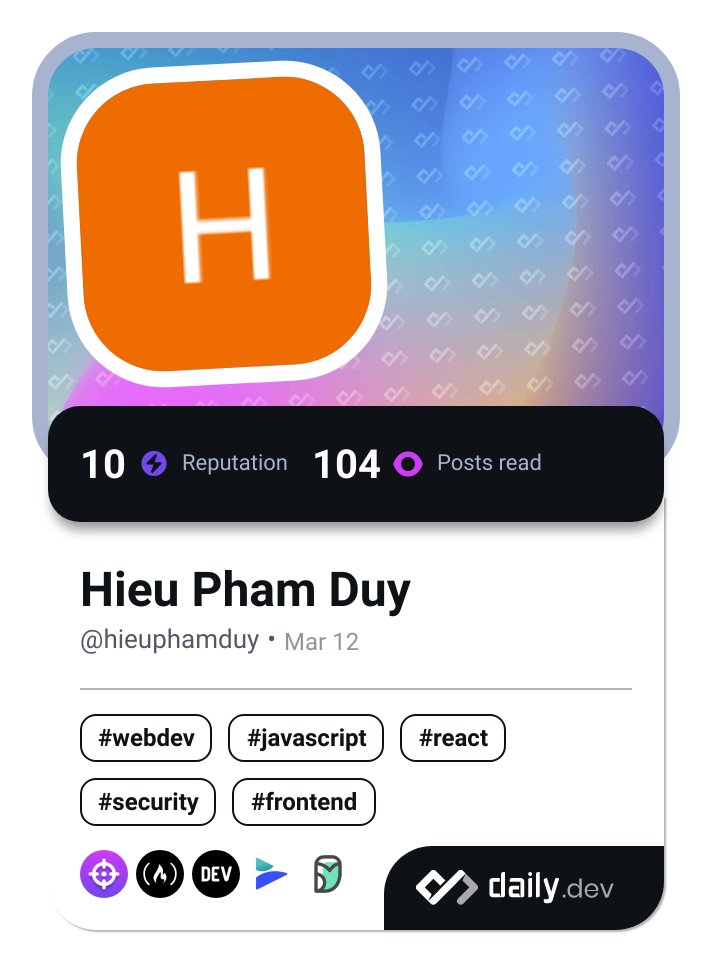 H
10 Reputation 104 Posts read
Hieu Pham Duy
@hieuphamduy • Mar 12
#webdev #javascript #react
#security #frontend
DEV daily.dev